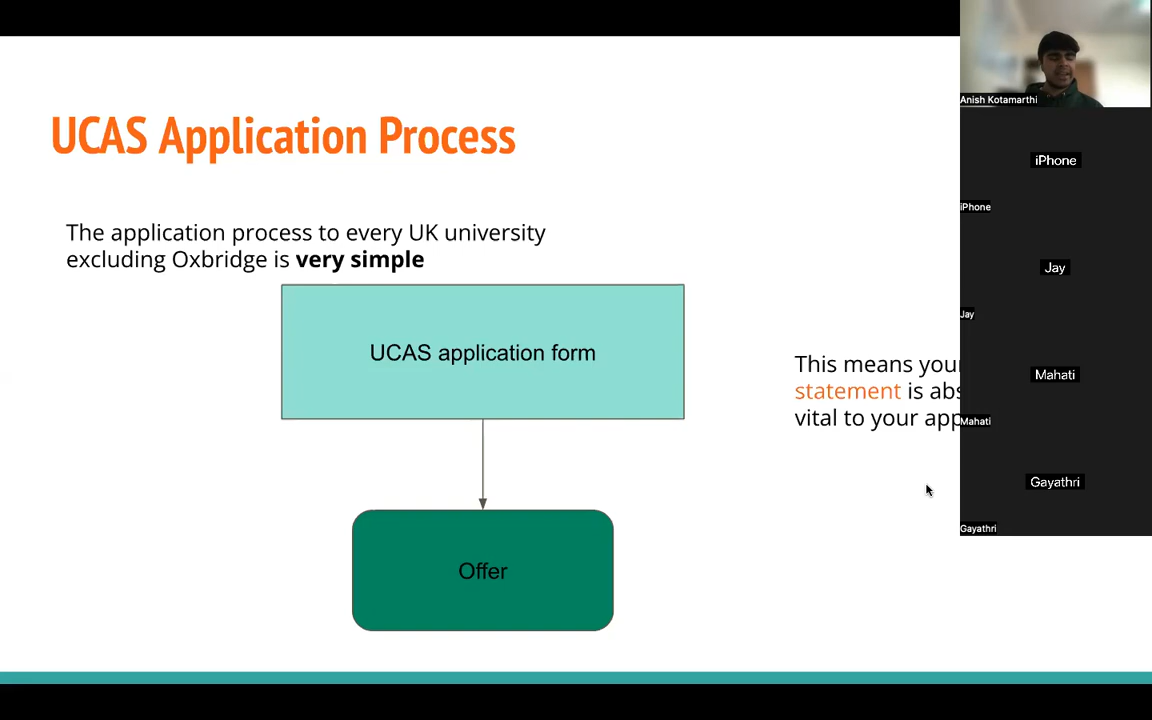 UCAS Application Process
The application process to every UK university
excluding Oxbridge is very simple
UCAS application form
Offer
This means your
statement is abs
vital to your app
Anish Kotamarthi
iPhone
iPhone
Jay
Jay
Mahati
Mahati
Gayathri
Gayathri